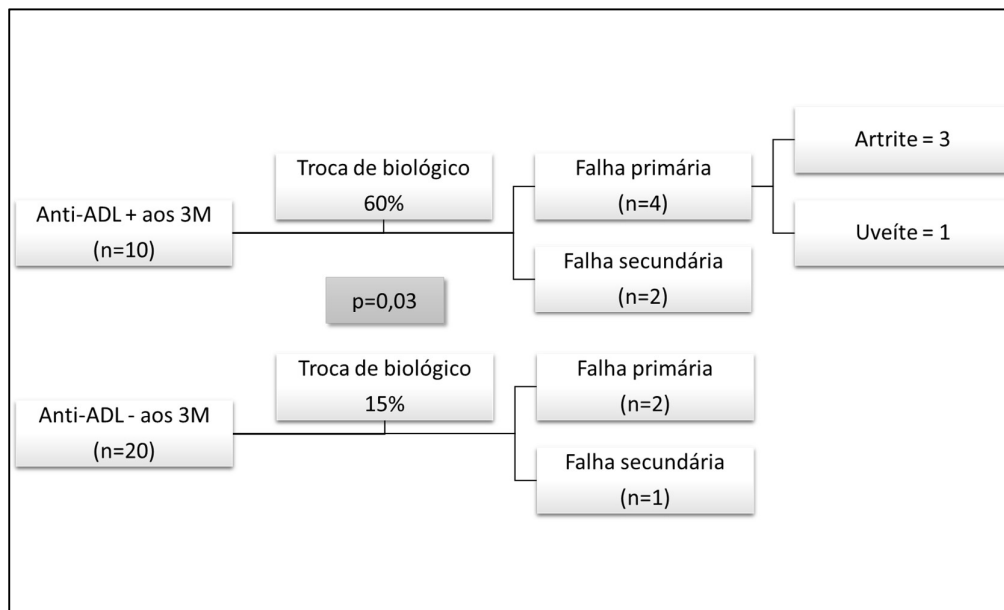 Anti-ADL + aos 3M
(n=10)
Troca de biológico
60%
Falha primária
(n=4)
Artrite = 3
Uveíte = 1
Falha secundária
(n=2)
p=0,03
Anti-ADL - aos 3M
(n=20)
Troca de biológico
15%
Falha primária
(n=2)
Falha secundária
(n=1)